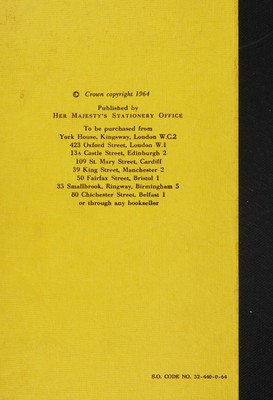 © Crown copyright 1964
Published by
HER MAJESTY'S STATIONERY OFFICE
To be purchased from
York House, Kingsway, London W.C.2
423 Oxford Street, London W.1
13A Castle Street, Edinburgh 2
109 St. Mary Street, Cardiff
39 King Street, Manchester 2
50 Fairfax Street, Bristol 1
35 Smallbrook, Ringway, Birmingham 5
80 Chichester Street, Belfast 1
or through any bookseller
S.O. CODE NO. 32-440-0-64